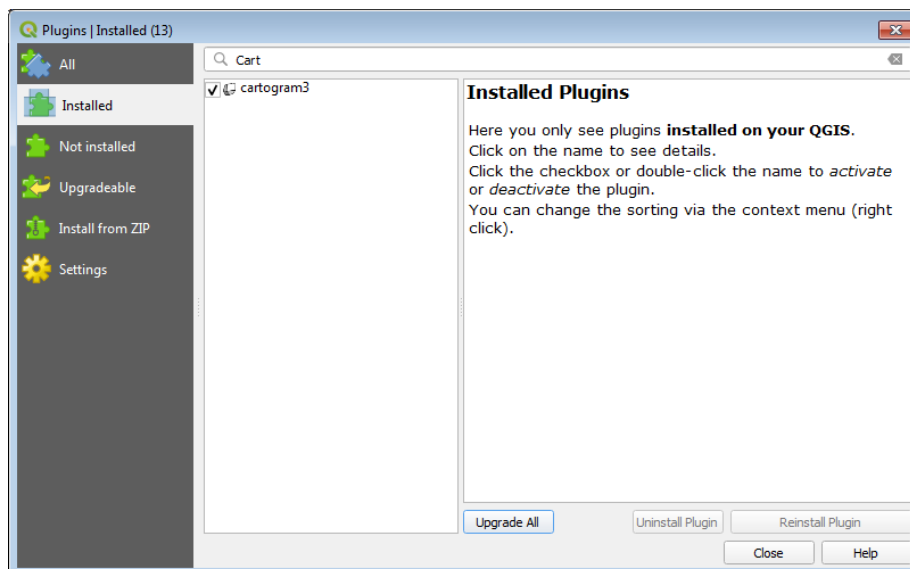 Plugins | Installed (13)
All
Installed
Not installed
Upgradeable
Install from ZIP
Settings
Cart
cartogram3
Installed Plugins
Here you only see plugins installed on your QGIS.
Click on the name to see details.
Click the checkbox or double-click the name to activate
or deactivate the plugin.
You can change the sorting via the context menu (right
click).
Upgrade All
Uninstall Plugin
Reinstall Plugin
Close
Help